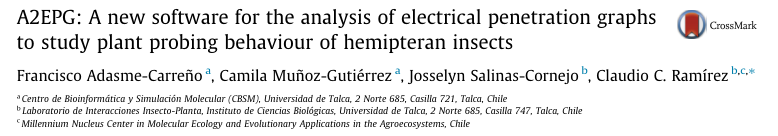 A2EPG: A new software for the analysis of electrical penetration graphs
to study plant probing behaviour of hemipteran insects
CrossMark
Francisco Adasme-Carreño a, Camila Muñoz-Gutiérrez a, Josselyn Salinas-Cornejo b, Claudio C. Ramírez b,c,*
a Centro de Bioinformática y Simulación Molecular (CBSM), Universidad de Talca, 2 Norte 685, Casilla 721, Talca, Chile
b Laboratorio de Interacciones Insecto-Planta, Instituto de Ciencias Biológicas, Universidad de Talca, 2 Norte 685, Casilla 747, Talca, Chile
c Millennium Nucleus Center in Molecular Ecology and Evolutionary Applications in the Agroecosystems, Chile